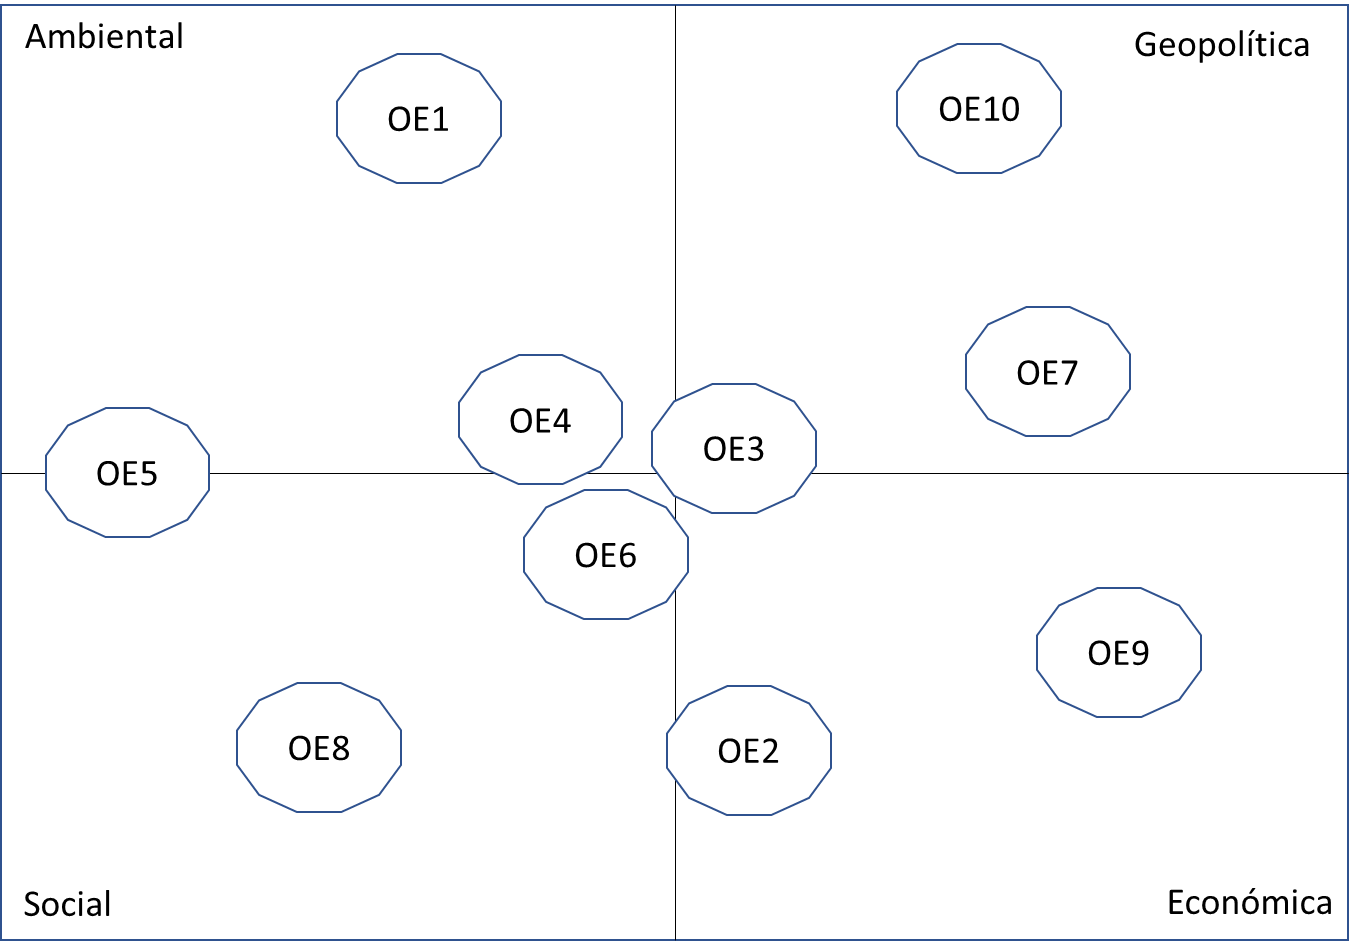 Ambiental
Geopolítica
OE1
OE10
OE7
OE4
OE3
OE5
OE6
OE9
OE8
OE2
Social
Económica